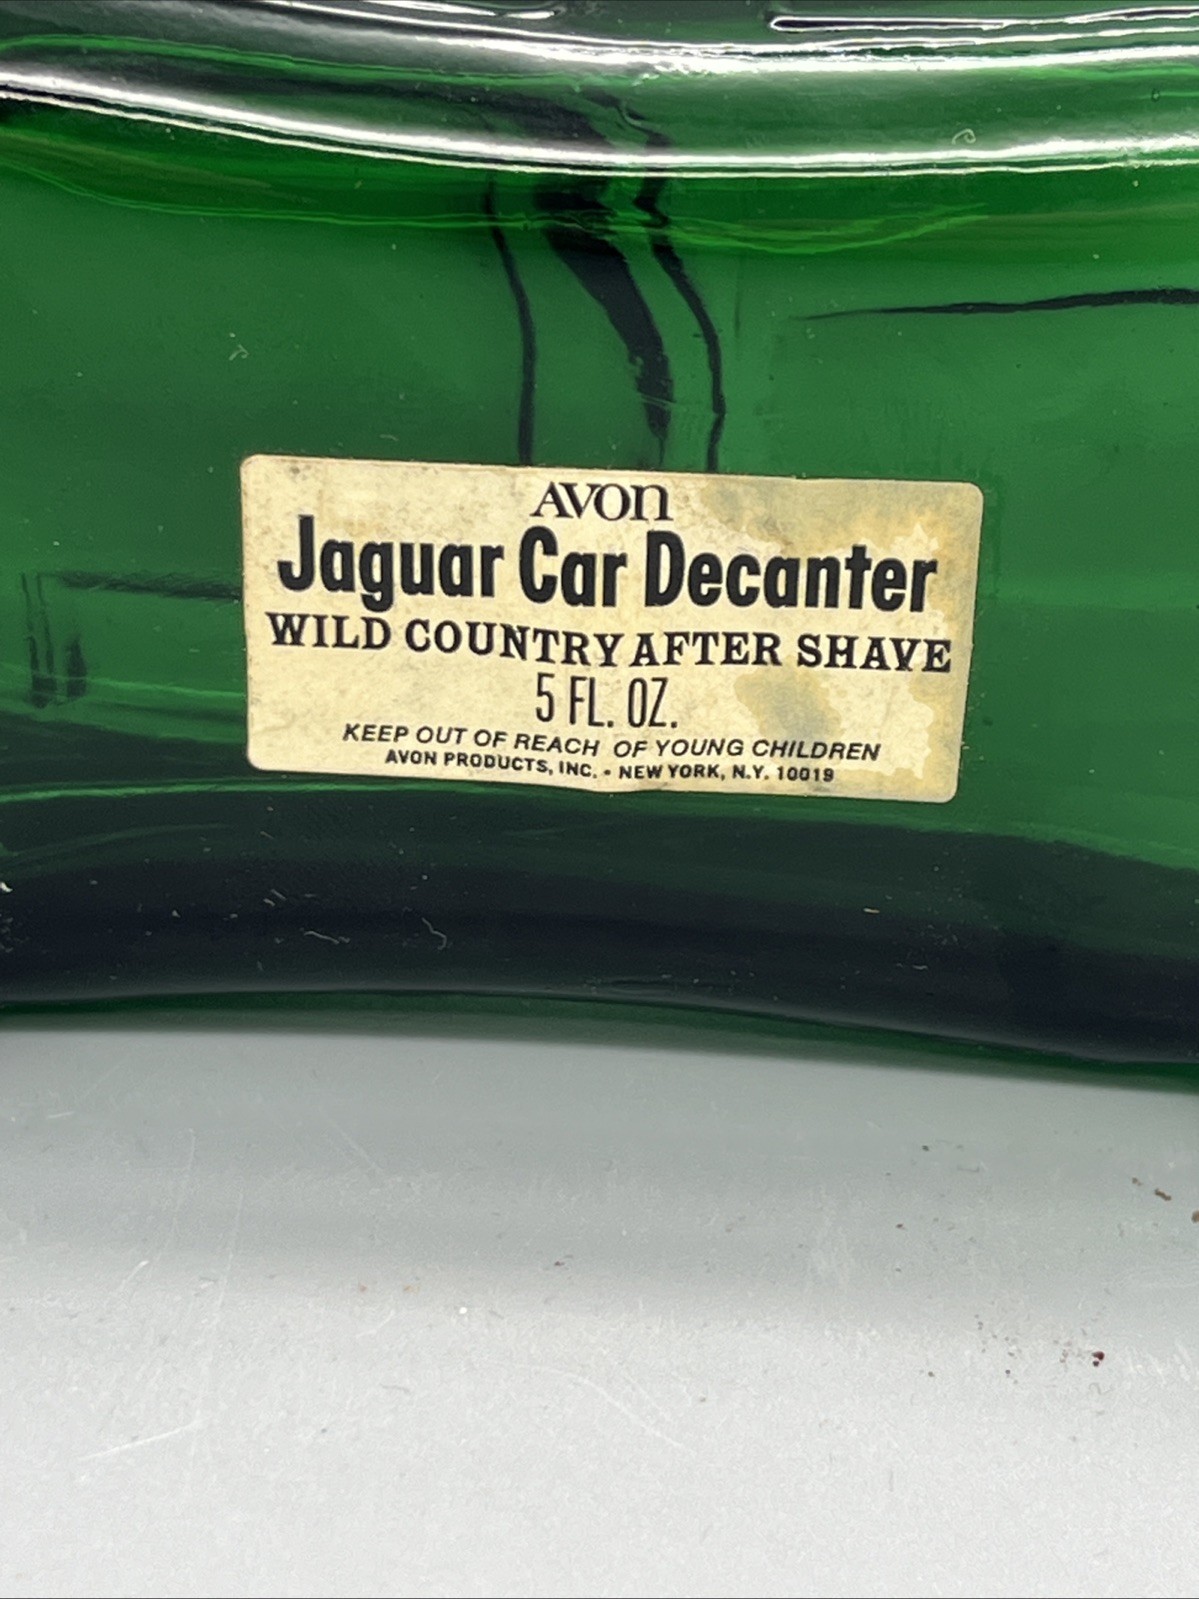 AVON
Jaguar Car Decanter
WILD COUNTRY AFTER SHAVE
5 FL. OZ.
KEEP OUT OF REACH OF YOUNG CHILDREN
AVON PRODUCTS, INC. • NEW YORK, N.Y. 10019